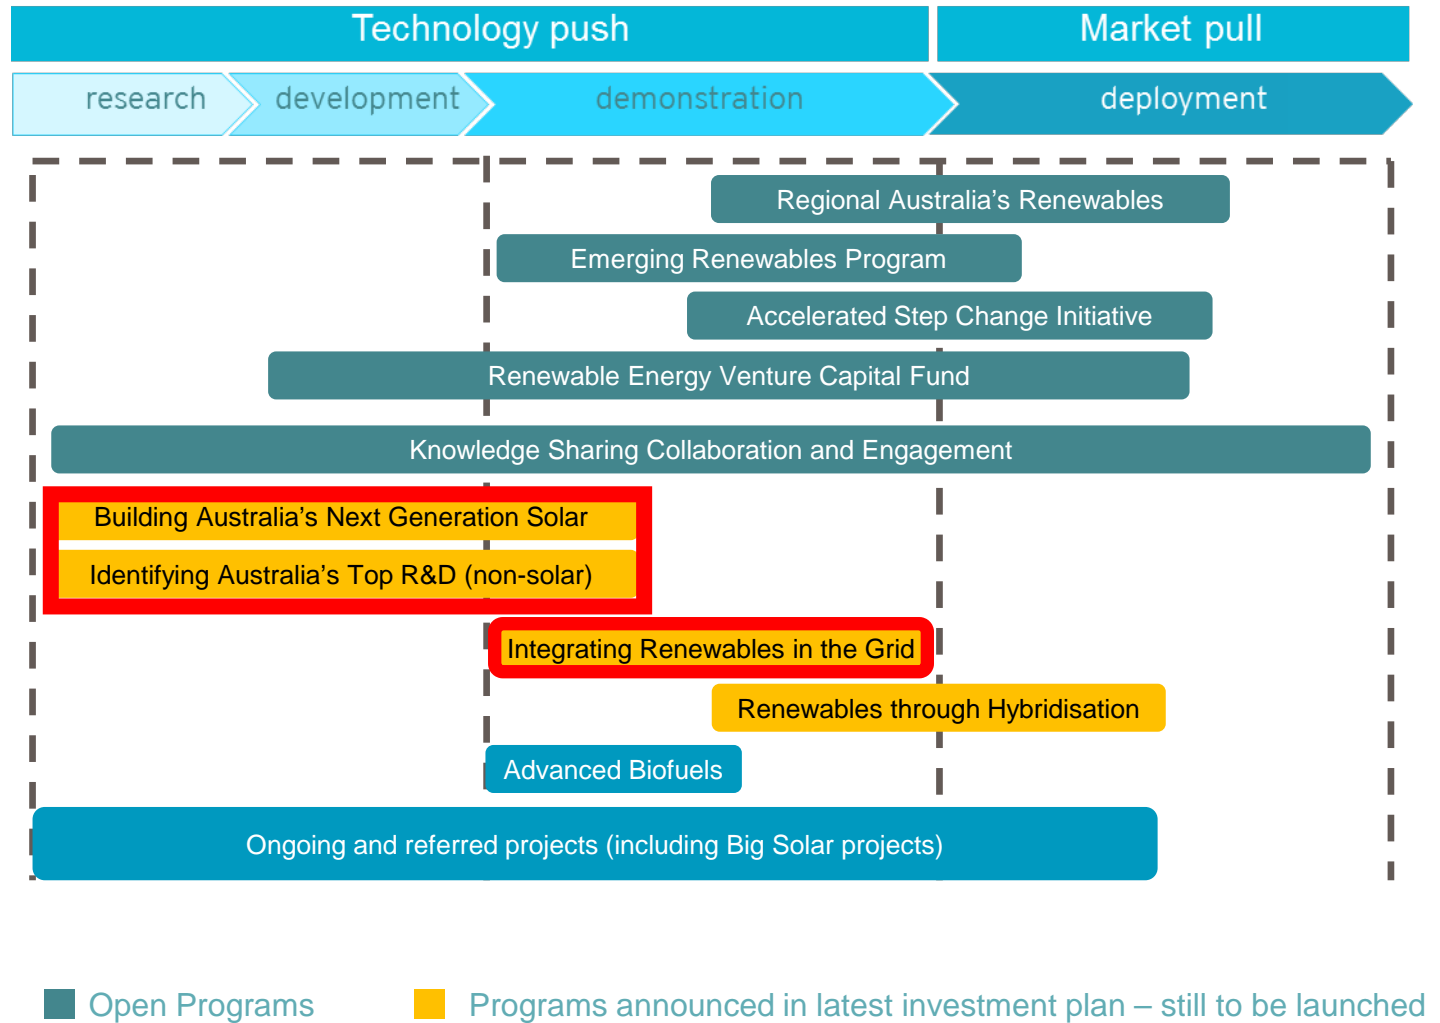 Technology push
Market pull
research
development
demonstration
deployment
Regional Australia’s Renewables
Emerging Renewables Program
Accelerated Step Change Initiative
Renewable Energy Venture Capital Fund
Knowledge Sharing Collaboration and Engagement
Building Australia’s Next Generation Solar
Identifying Australia’s Top R&D (non-solar)
Integrating Renewables in the Grid
Renewables through Hybridisation
Advanced Biofuels
Ongoing and referred projects (including Big Solar projects)
Open Programs
Programs announced in latest investment plan – still to be launched